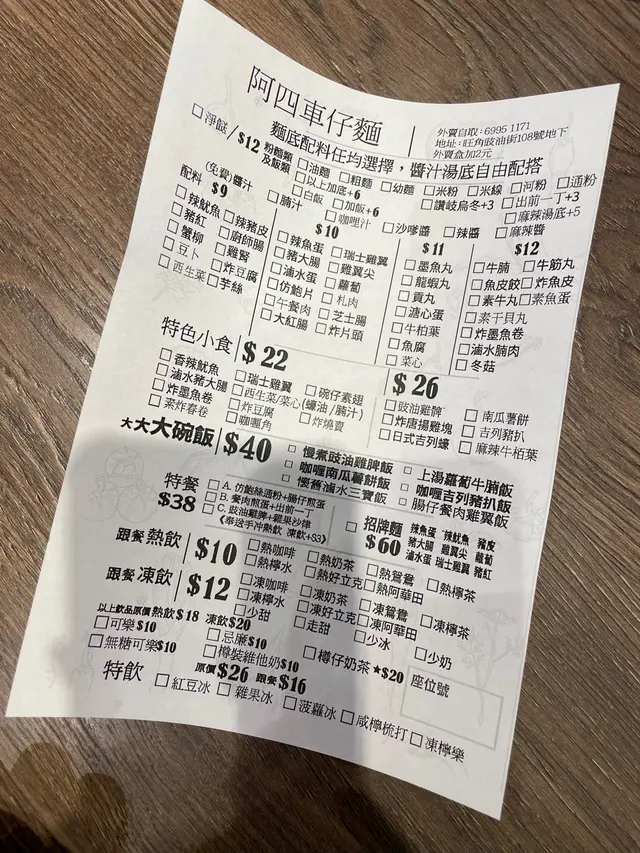 阿四車仔麵
外賣自取:6995 1171
地址:旺角豉油街108號地下
外賣盒加2元
麵底配料任均選擇,醬汁湯底自由配搭
□淨餸/$12 粉麵類及飯類 □油麵 □粗麵 □幼麵 □米粉 □米線 □河粉 □通粉
□以上加底+6 □讚岐烏冬+3 □出前一丁+3
□白飯 □加飯+6 □麻辣湯底+5
(免費)醬汁 □腩汁 □咖哩汁 □沙嗲醬 □辣醬 □麻辣醬
配料 $9
□辣魷魚 □辣豬皮
□豬紅 □廚師腸
□蟹柳 □雞腎
□豆卜 □炸豆腐
□西生菜 □芋絲
$10
□辣魚蛋 □瑞士雞翼
□豬大腸 □雞翼尖
□滷水蛋 □蘿蔔
□仿鮑片 □札肉
□午餐肉 □芝士腸
□大紅腸 □炸片頭
$11
□墨魚丸
□龍蝦丸
□貢丸
□溏心蛋
□牛柏葉
□魚腐
□菜心
$12
□牛腩 □牛筋丸
□魚皮餃 □炸魚皮
□素牛丸 □素魚蛋
□素干貝丸
□炸墨魚卷
□滷水腩肉
□冬菇
特色小食 $22
□香辣魷魚 □瑞士雞翼 □碗仔素翅
□滷水豬大腸 □西生菜/菜心(蠔油/腩汁)
□炸墨魚卷 □炸豆腐 □炸燒賣
□素炸春卷 □咖喱角
$26
□豉油雞髀 □南瓜薯餅
□炸唐揚雞塊 □吉列豬扒
□日式吉列蠔 □麻辣牛栢葉
大大大碗飯 $40
□慢煮豉油雞脾飯 □上湯蘿蔔牛腩飯
□咖喱南瓜薯餅飯 □咖喱吉列豬扒飯
□懷舊滷水三寶飯 □腸仔餐肉雞翼飯
特餐 $38
□A. 仿鮑絲通粉+腸仔煎蛋
□B. 餐肉煎蛋+出前一丁
□C. 豉油雞脾+雜果沙律
《奉送手沖熱飲 凍飲+$3》
□招牌麵 $60
辣魚蛋 辣魷魚 豬皮
豬大腸 雞翼尖 蘿蔔
滷水蛋 瑞士雞翼 豬紅
跟餐熱飲 $10
□熱咖啡 □熱奶茶 □熱鴛鴦 □熱檸茶
□熱檸水 □熱好立克 □熱阿華田
跟餐凍飲 $12
□凍咖啡 □凍奶茶 □凍鴛鴦 □凍檸茶
□凍檸水 □凍好立克 □凍阿華田
□少甜 □走甜 □少冰 □少奶
以上飲品原價 熱飲$18 凍飲$20
□可樂$10 □忌廉$10
□無糖可樂$10 □樽裝維他奶$10 □樽仔奶茶★$20
特飲 原價$26 跟餐$16
□紅豆冰 □雜果冰 □菠蘿冰 □咸檸梳打 □凍檸樂
座位號